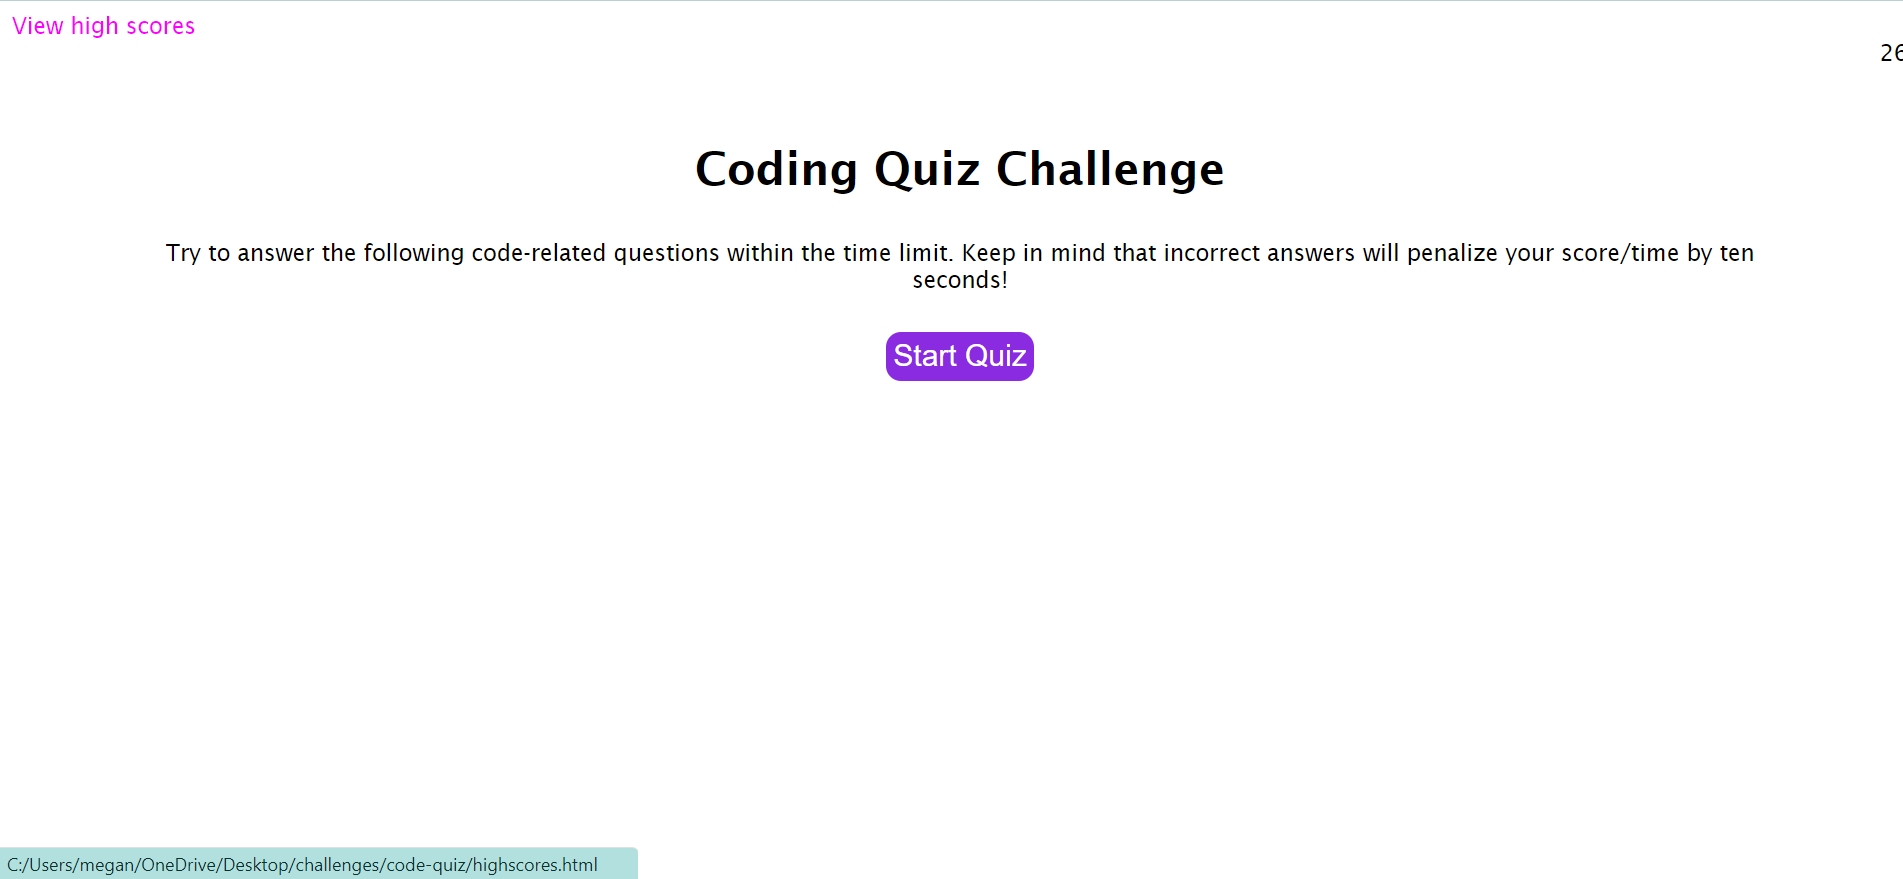 View high scores
26
Coding Quiz Challenge
Try to answer the following code-related questions within the time limit. Keep in mind that incorrect answers will penalize your score/time by ten
seconds!
Start Quiz
C:/Users/megan/OneDrive/Desktop/challenges/code-quiz/highscores.html